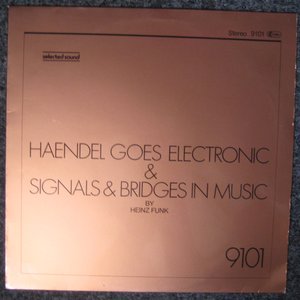 selected sound
Stereo 9101
HAENDEL GOES ELECTRONIC
&
SIGNALS & BRIDGES IN MUSIC
BY
HEINZ FUNK
9101